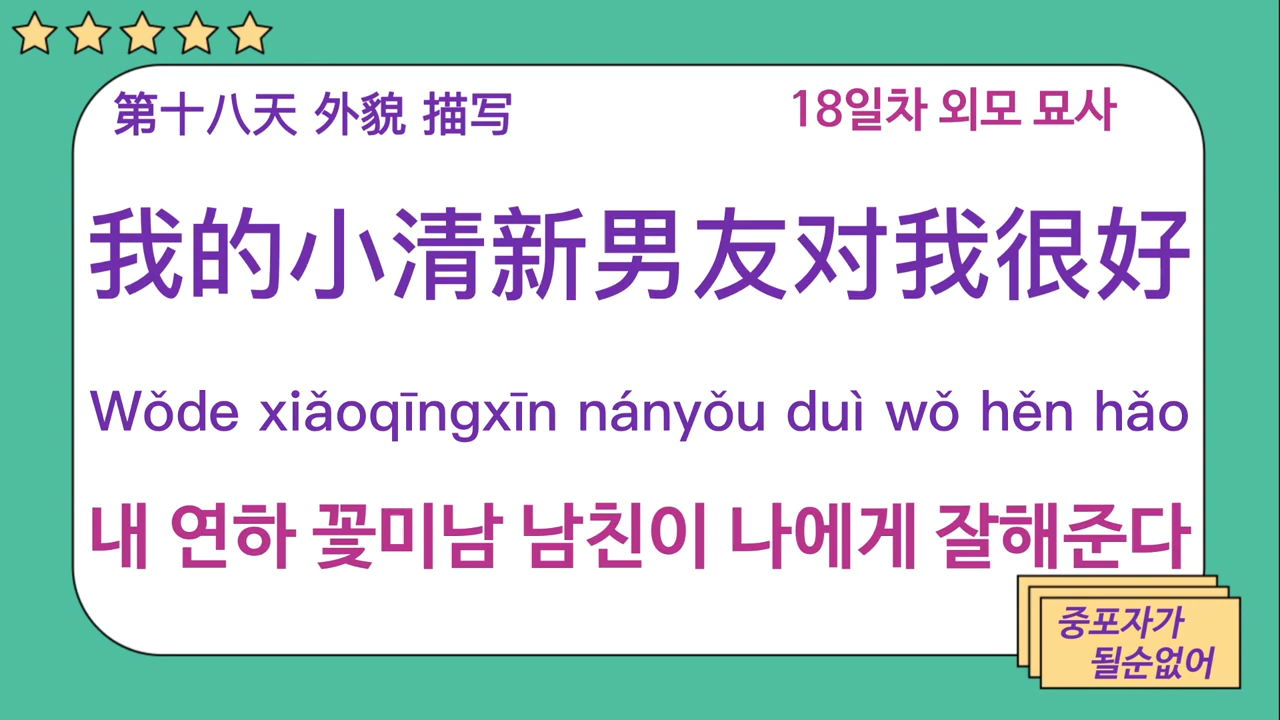 第十八天 外貌 描写
18일차 외모 묘사
我的小清新男友对我很好
Wǒde xiǎoqīngxīn nányǒu duì wǒ hěn hǎo
내 연하 꽃미남 남친이 나에게 잘해준다
중포자가
될순없어